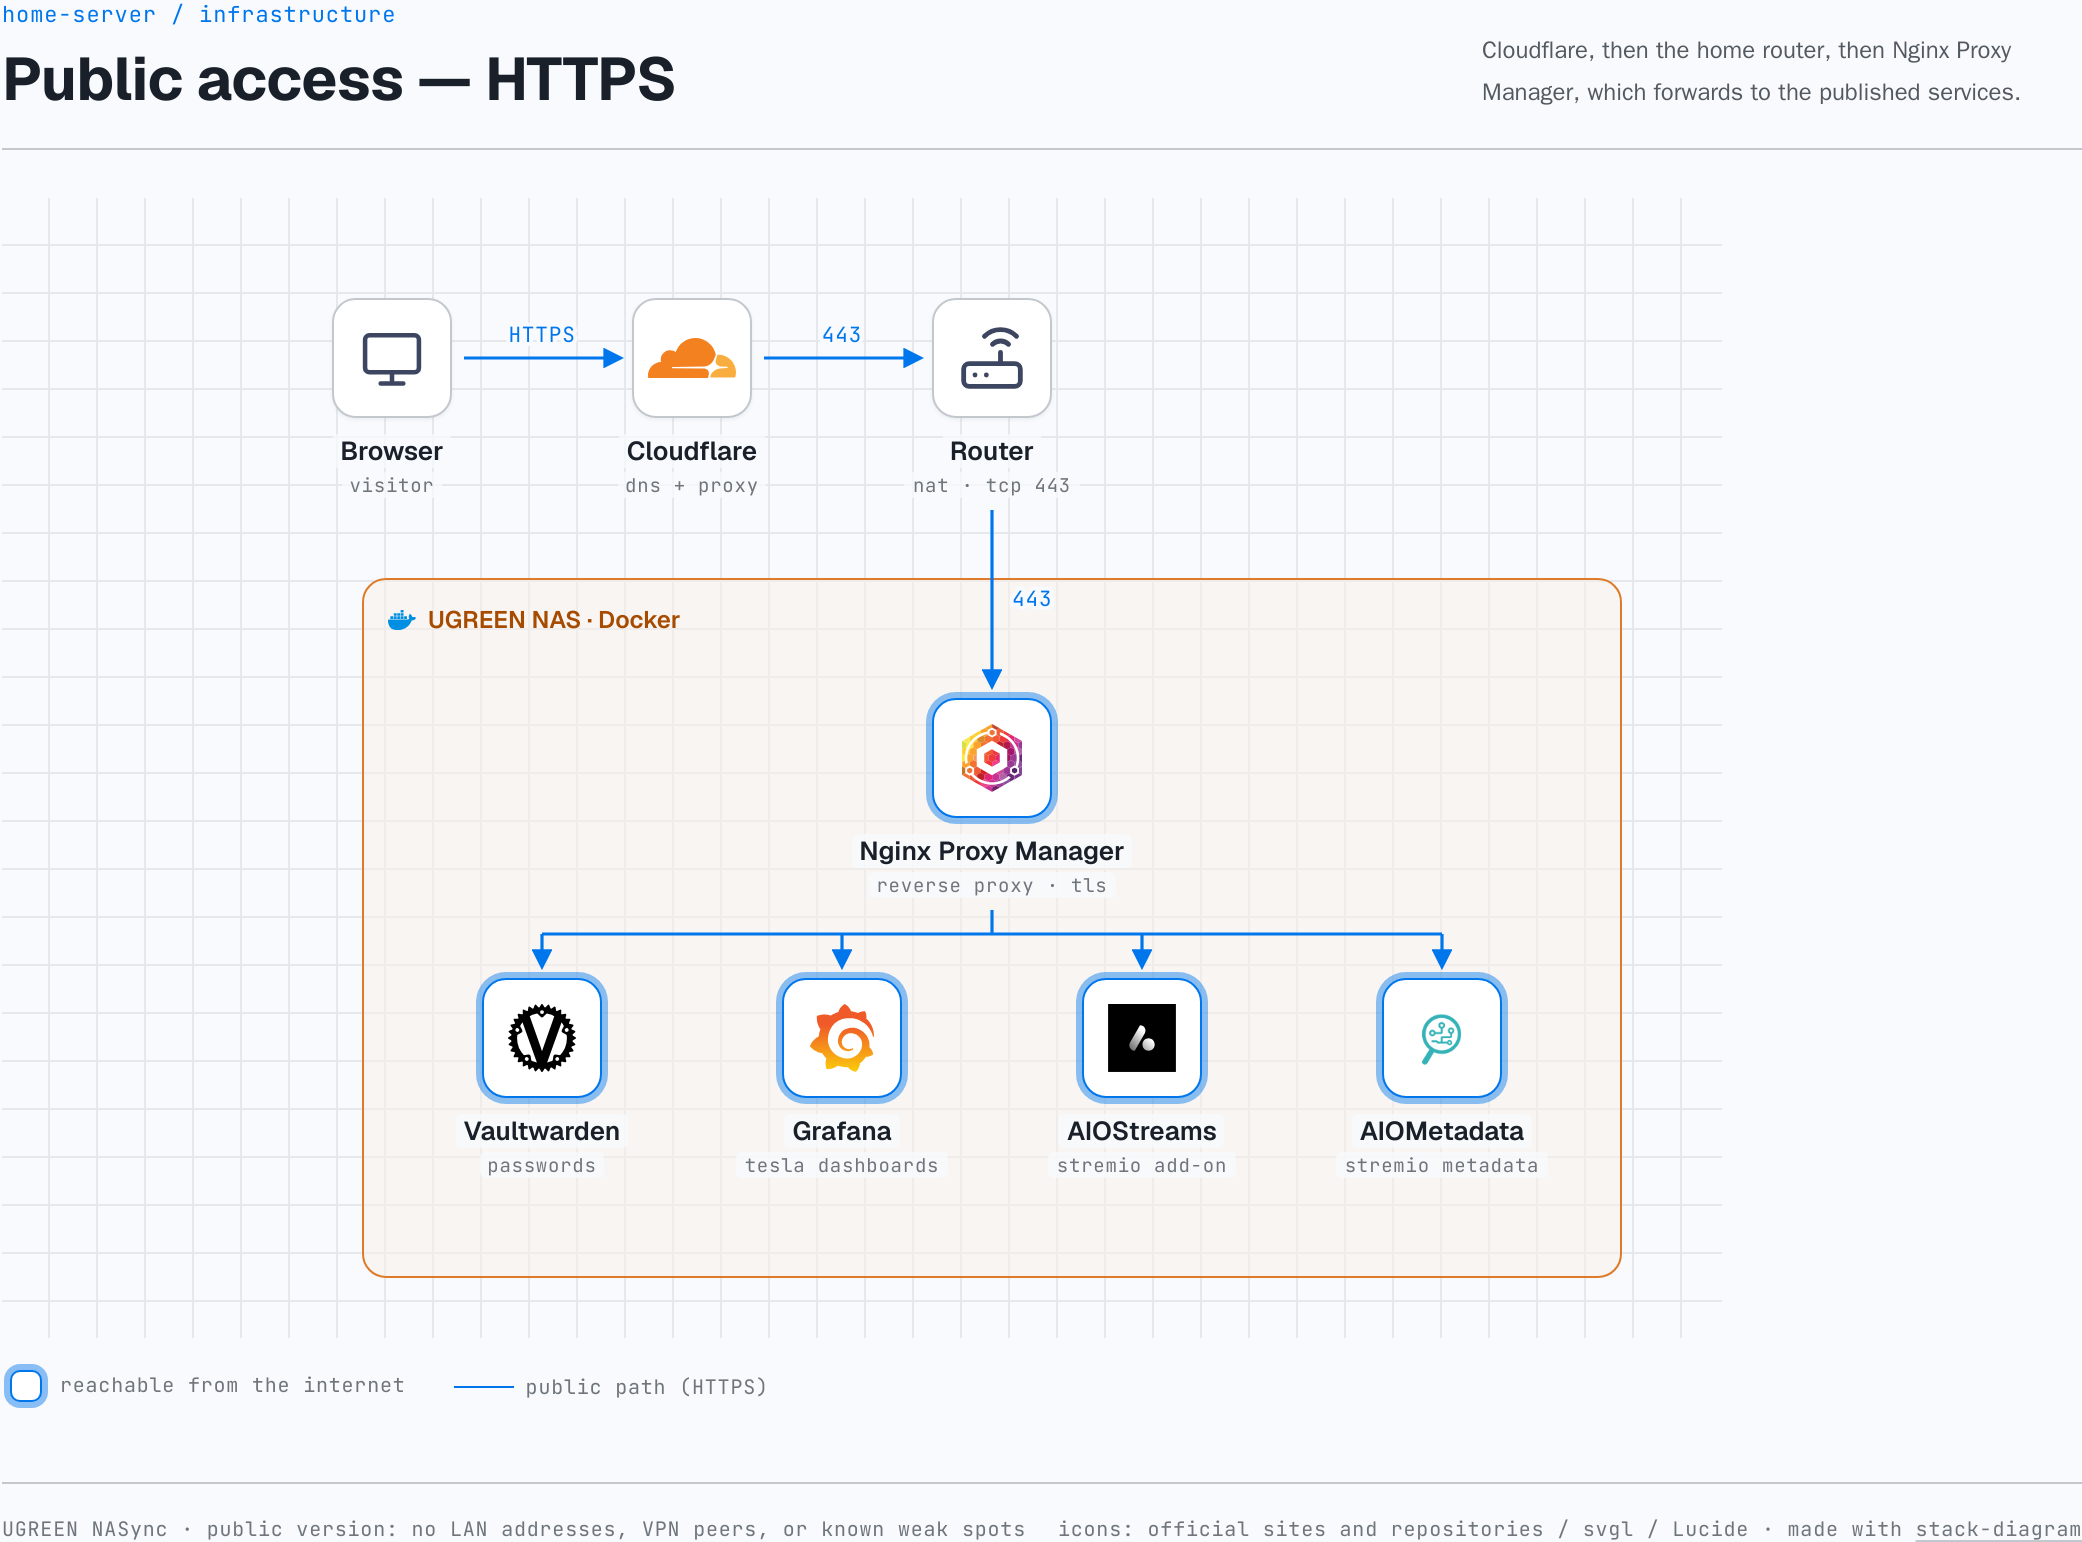 home-server / infrastructure
Public access — HTTPS
Cloudflare, then the home router, then Nginx Proxy
Manager, which forwards to the published services.
HTTPS
443
Browser
visitor
Cloudflare
dns + proxy
Router
nat · tcp 443
443
UGREEN NAS · Docker
Nginx Proxy Manager
reverse proxy · tls
Vaultwarden
passwords
Grafana
tesla dashboards
AIOStreams
stremio add-on
AIOMetadata
stremio metadata
reachable from the internet
public path (HTTPS)
UGREEN NASync · public version: no LAN addresses, VPN peers, or known weak spots
icons: official sites and repositories / svgl / Lucide · made with stack-diagram